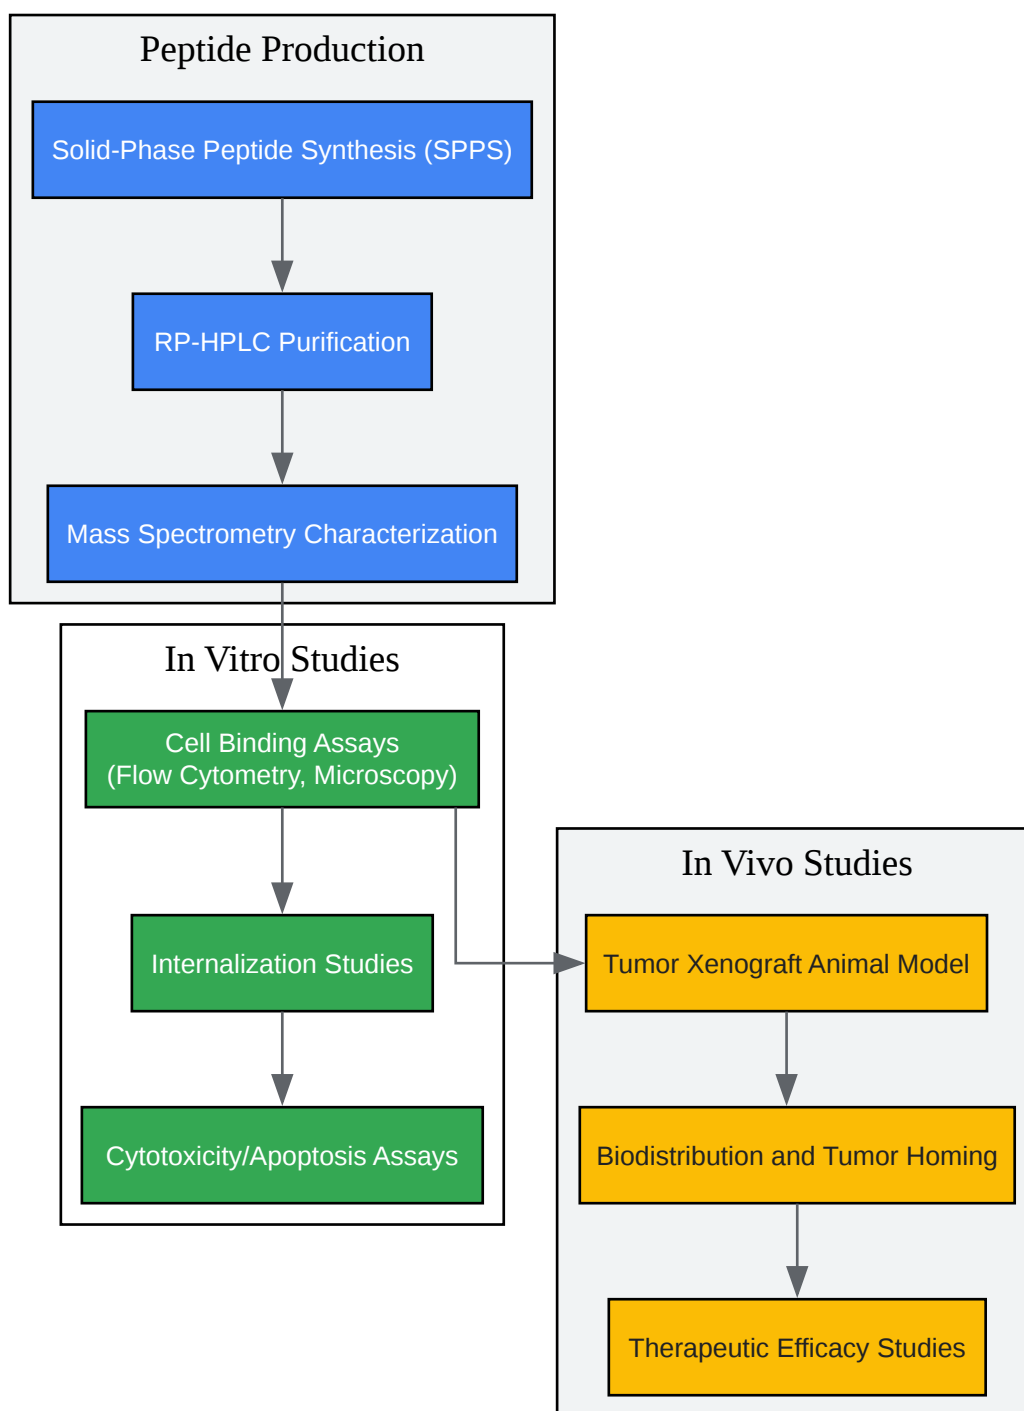 Peptide Production
Solid-Phase Peptide Synthesis (SPPS)
RP-HPLC Purification
Mass Spectrometry Characterization
In Vitro Studies
Cell Binding Assays
(Flow Cytometry, Microscopy)
Internalization Studies
Cytotoxicity/Apoptosis Assays
In Vivo Studies
Tumor Xenograft Animal Model
Biodistribution and Tumor Homing
Therapeutic Efficacy Studies